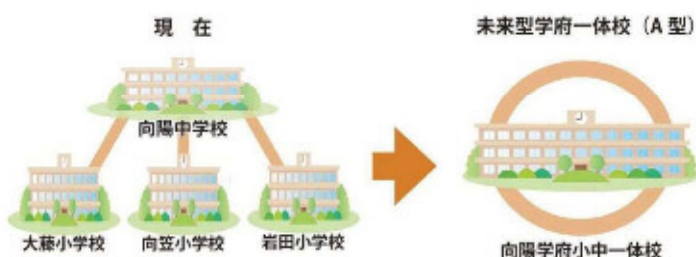 現 在
未来型学府一体校（A 型）
向陽中学校
大藤小学校
向笠小学校
岩田小学校
向陽学府小中一体校